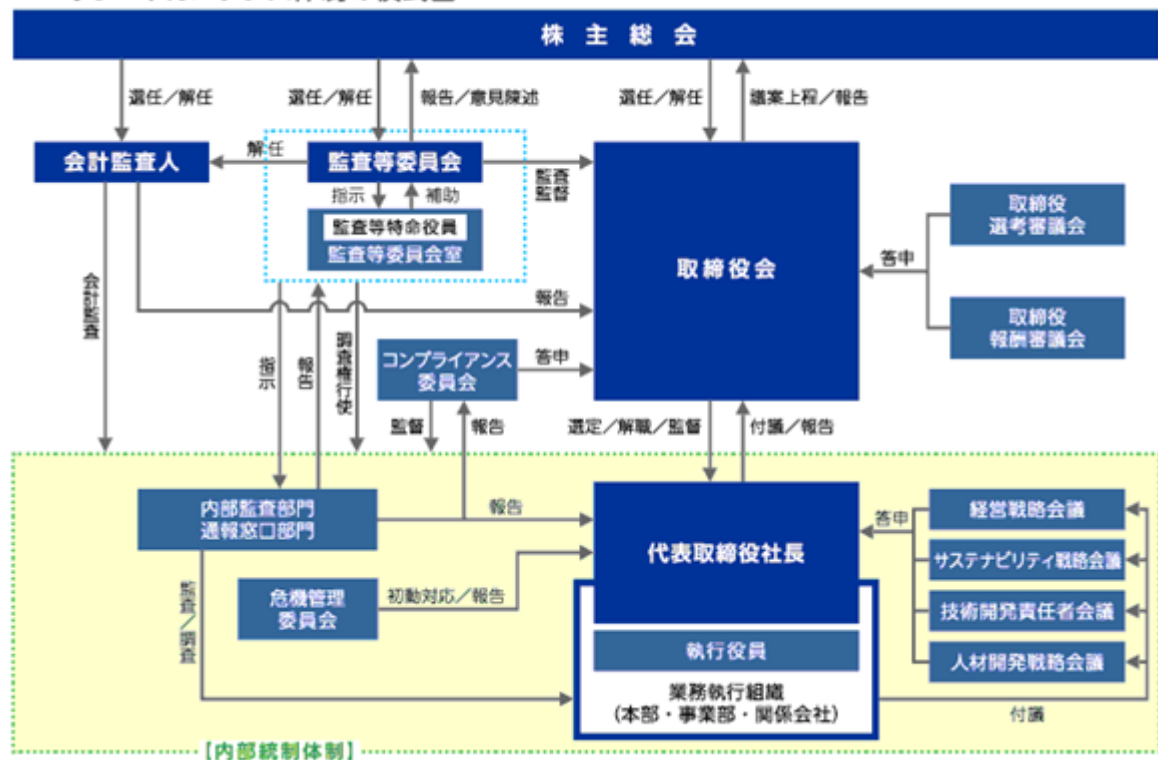 株主総会
選任/解任
選任/解任
報告/意見陳述
選任/解任
議案上程/報告
会計監査人
解任
監査等委員会
監査
監督
指示
補助
監査等特命役員
監査等委員会室
取締役会
取締役
選考審議会
答申
取締役
報酬審議会
会計監査
報告
指示
報告
調査権行使
コンプライアンス
委員会
答申
監督
報告
選定/解職/監督
付議/報告
内部監査部門
通報窓口部門
報告
代表取締役社長
答申
経営戦略会議
サステナビリティ戦略会議
技術開発責任者会議
人材開発戦略会議
危機管理
委員会
初動対応/報告
監査/調査
執行役員
業務執行組織
(本部・事業部・関係会社)
付議
【内部統制体制】